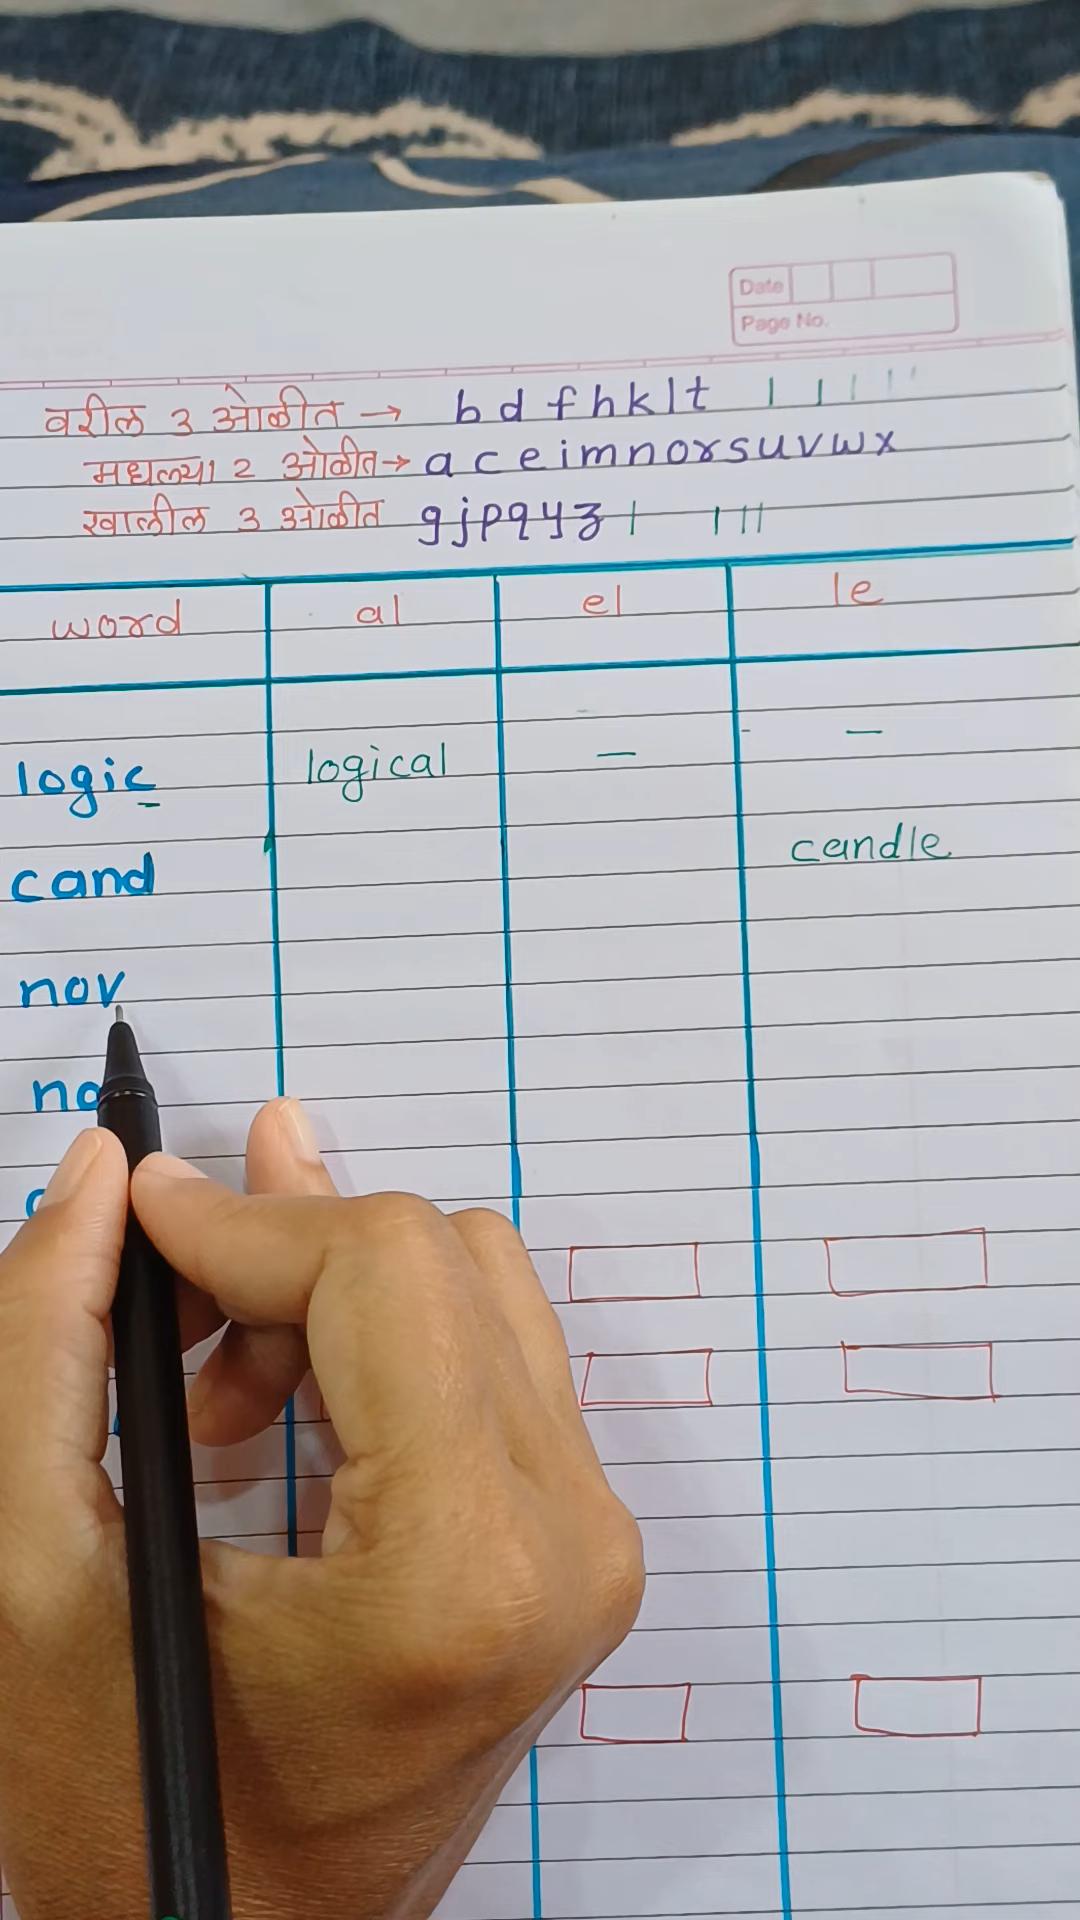 Date
Page No.
वरील 3 ओळीत → b d f h k l t
मधल्या 2 ओळीत → a c e i m n o r s u v w x
खालील 3 ओळीत g j p q y z
word al el le
logic logical — —
cand candle
nov